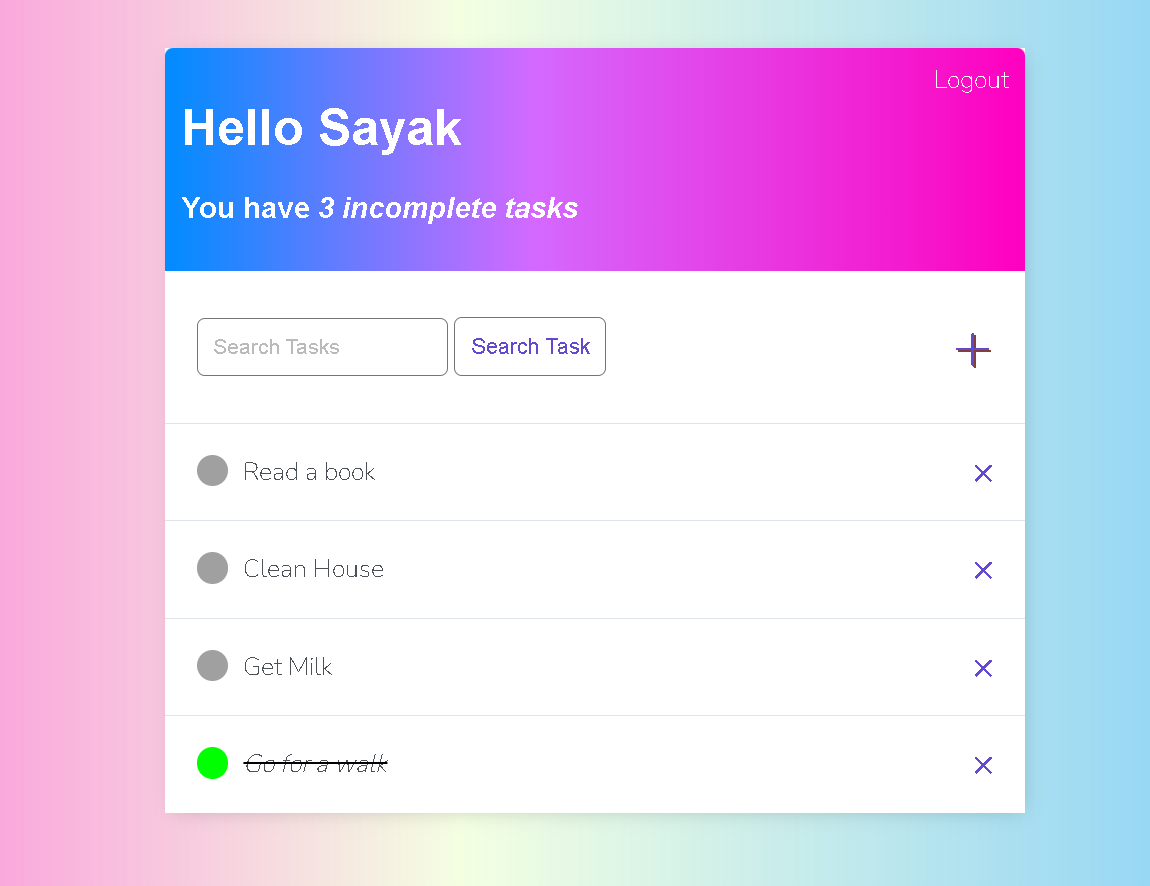 Logout
Hello Sayak
You have 3 incomplete tasks
Search Tasks Search Task
Read a book
Clean House
Get Milk
Go for a walk